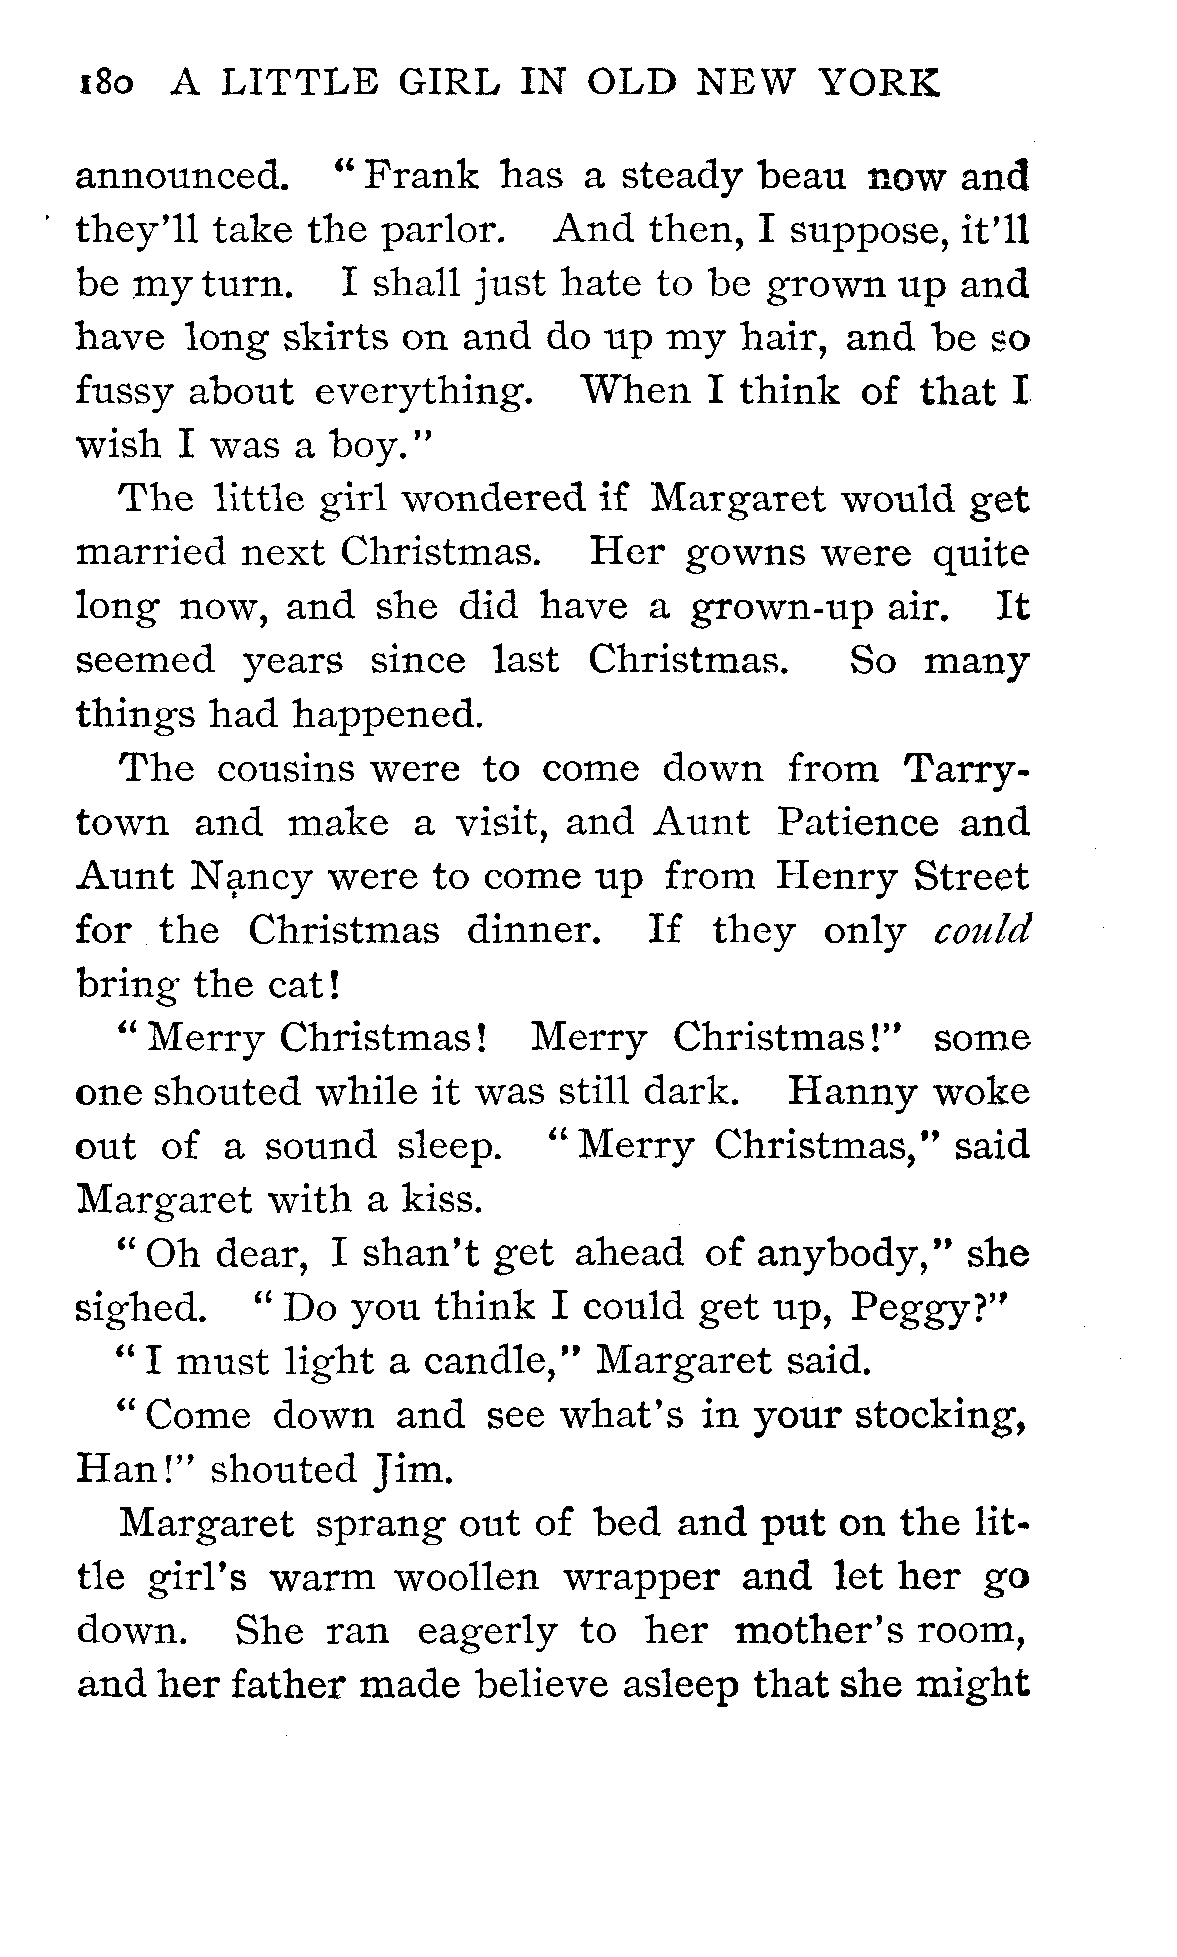 180 A LITTLE GIRL IN OLD NEW YORK
announced. "Frank has a steady beau now and
they'll take the parlor. And then, I suppose, it'll
be my turn. I shall just hate to be grown up and
have long skirts on and do up my hair, and be so
fussy about everything. When I think of that I
wish I was a boy."
The little girl wondered if Margaret would get
married next Christmas. Her gowns were quite
long now, and she did have a grown-up air. It
seemed years since last Christmas. So many
things had happened.
The cousins were to come down from Tarry-
town and make a visit, and Aunt Patience and
Aunt Nancy were to come up from Henry Street
for the Christmas dinner. If they only could
bring the cat!
"Merry Christmas! Merry Christmas!" some
one shouted while it was still dark. Hanny woke
out of a sound sleep. "Merry Christmas," said
Margaret with a kiss.
"Oh dear, I shan't get ahead of anybody," she
sighed. "Do you think I could get up, Peggy?"
"I must light a candle," Margaret said.
"Come down and see what's in your stocking,
Han!" shouted Jim.
Margaret sprang out of bed and put on the lit-
tle girl's warm woollen wrapper and let her go
down. She ran eagerly to her mother's room,
and her father made believe asleep that she might